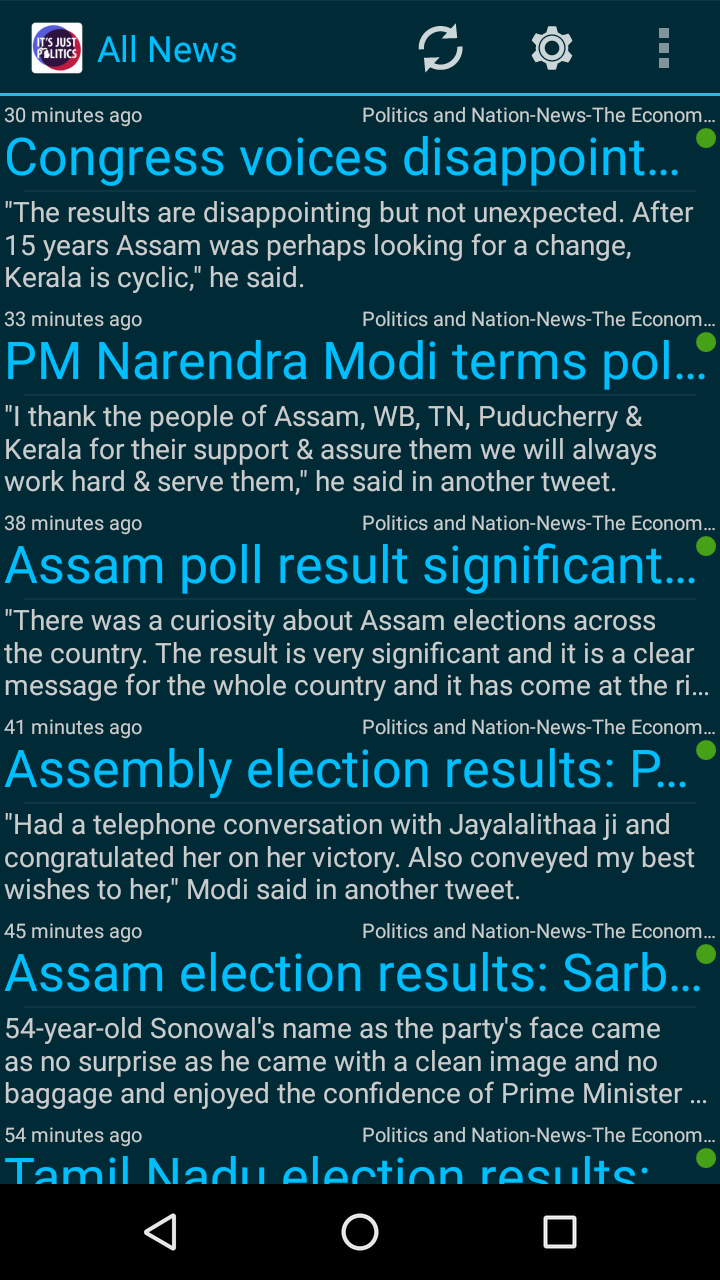 IT'S JUST
POLITICS
All News
30 minutes ago Politics and Nation-News-The Econom...
Congress voices disappoint...
"The results are disappointing but not unexpected. After
15 years Assam was perhaps looking for a change,
Kerala is cyclic," he said.
33 minutes ago Politics and Nation-News-The Econom...
PM Narendra Modi terms pol...
"I thank the people of Assam, WB, TN, Puducherry &
Kerala for their support & assure them we will always
work hard & serve them," he said in another tweet.
38 minutes ago Politics and Nation-News-The Econom...
Assam poll result significant...
"There was a curiosity about Assam elections across
the country. The result is very significant and it is a clear
message for the whole country and it has come at the ri...
41 minutes ago Politics and Nation-News-The Econom...
Assembly election results: P...
"Had a telephone conversation with Jayalalithaa ji and
congratulated her on her victory. Also conveyed my best
wishes to her," Modi said in another tweet.
45 minutes ago Politics and Nation-News-The Econom...
Assam election results: Sarb...
54-year-old Sonowal's name as the party's face came
as no surprise as he came with a clean image and no
baggage and enjoyed the confidence of Prime Minister ...
54 minutes ago Politics and Nation-News-The Econom...
Tamil Nadu election results: